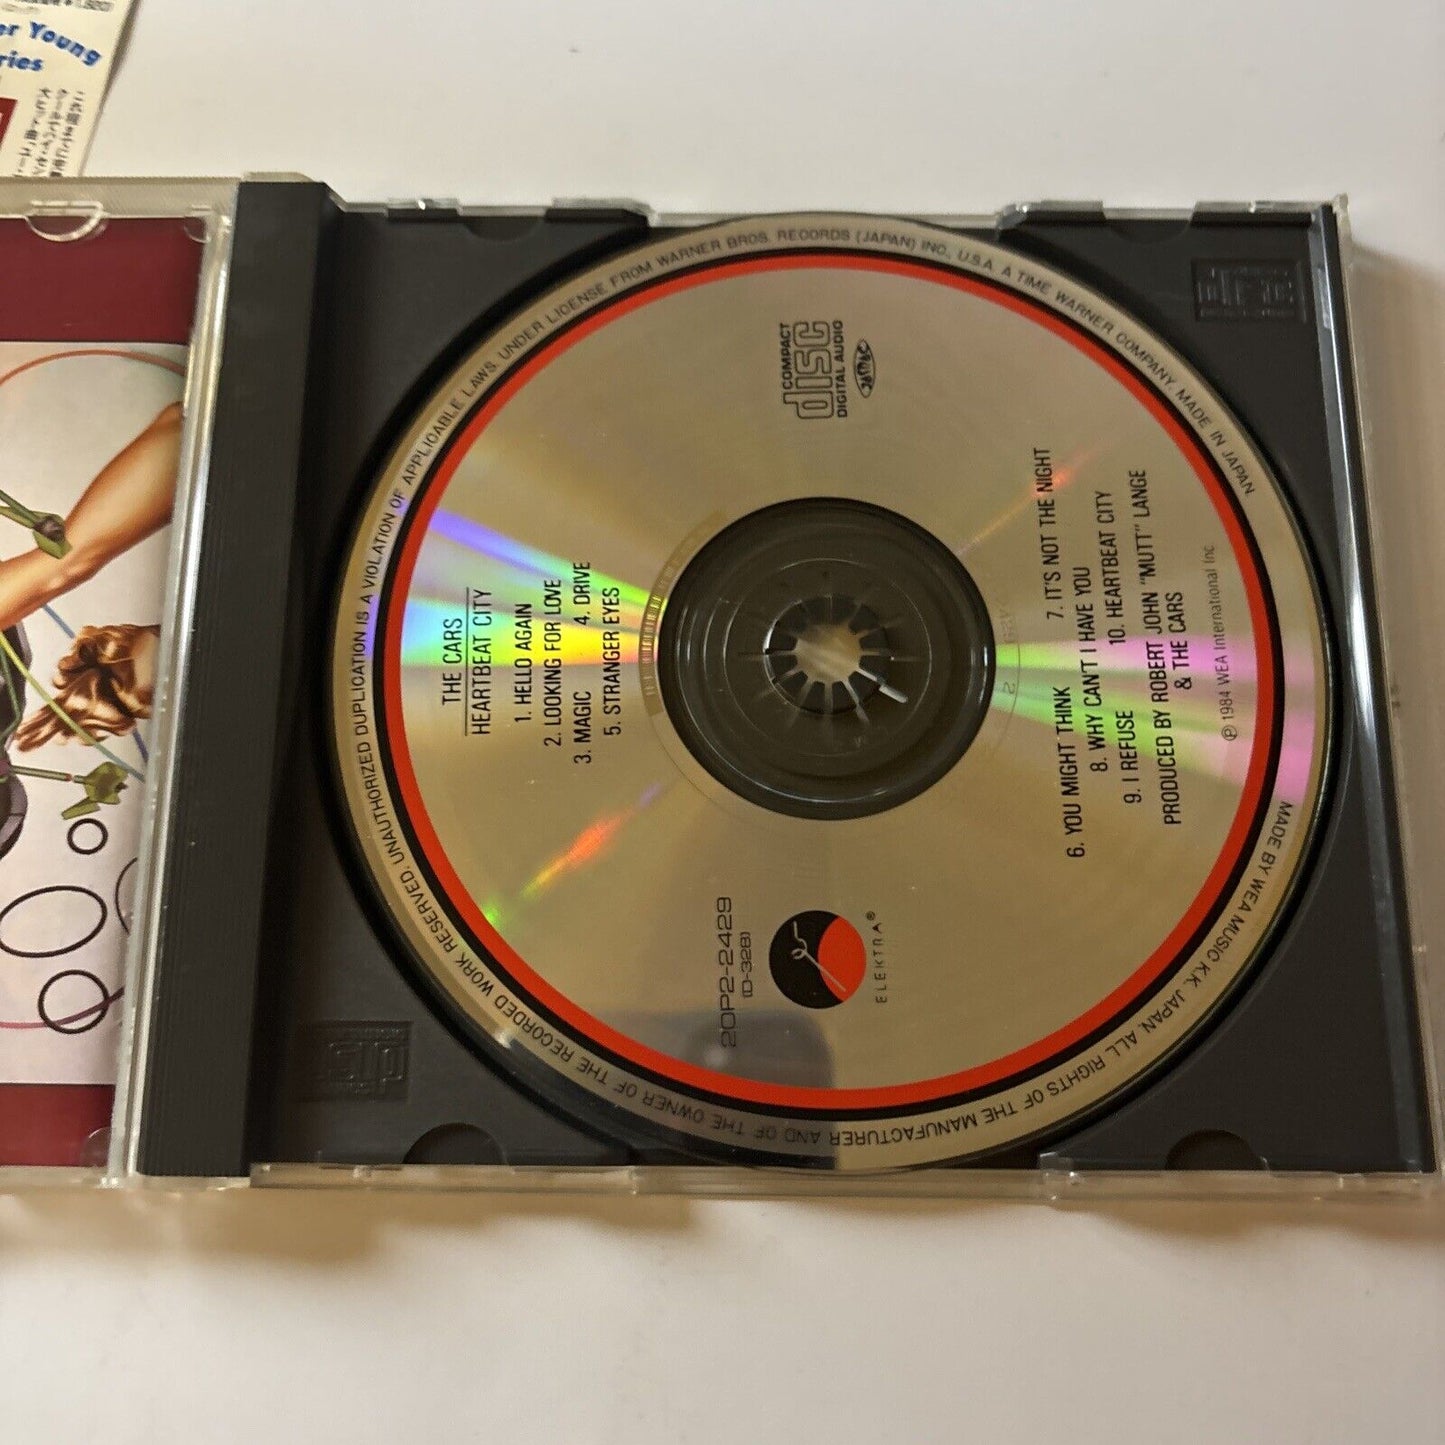 er Young
ries
THE CARS
HEARTBEAT CITY
1. HELLO AGAIN
2. LOOKING FOR LOVE
3. MAGIC 4. DRIVE
5. STRANGER EYES
COMPACT
disc
DIGITAL AUDIO
20P2-2429
(D-328)
ELEKTRA®
6. YOU MIGHT THINK 7. IT'S NOT THE NIGHT
8. WHY CAN'T I HAVE YOU
9. I REFUSE 10. HEARTBEAT CITY
PRODUCED BY ROBERT JOHN "MUTT" LANGE
& THE CARS
℗ 1984 WEA International Inc.
MADE BY WEA MUSIC K.K. JAPAN. ALL RIGHTS OF THE MANUFACTURER AND OF THE OWNER OF THE RECORDED WORK RESERVED. UNAUTHORIZED DUPLICATION IS A VIOLATION OF APPLICABLE LAWS. UNDER LICENSE FROM WARNER BROS. RECORDS (JAPAN) INC., U.S.A. A TIME WARNER COMPANY. MADE IN JAPAN
disc
disc